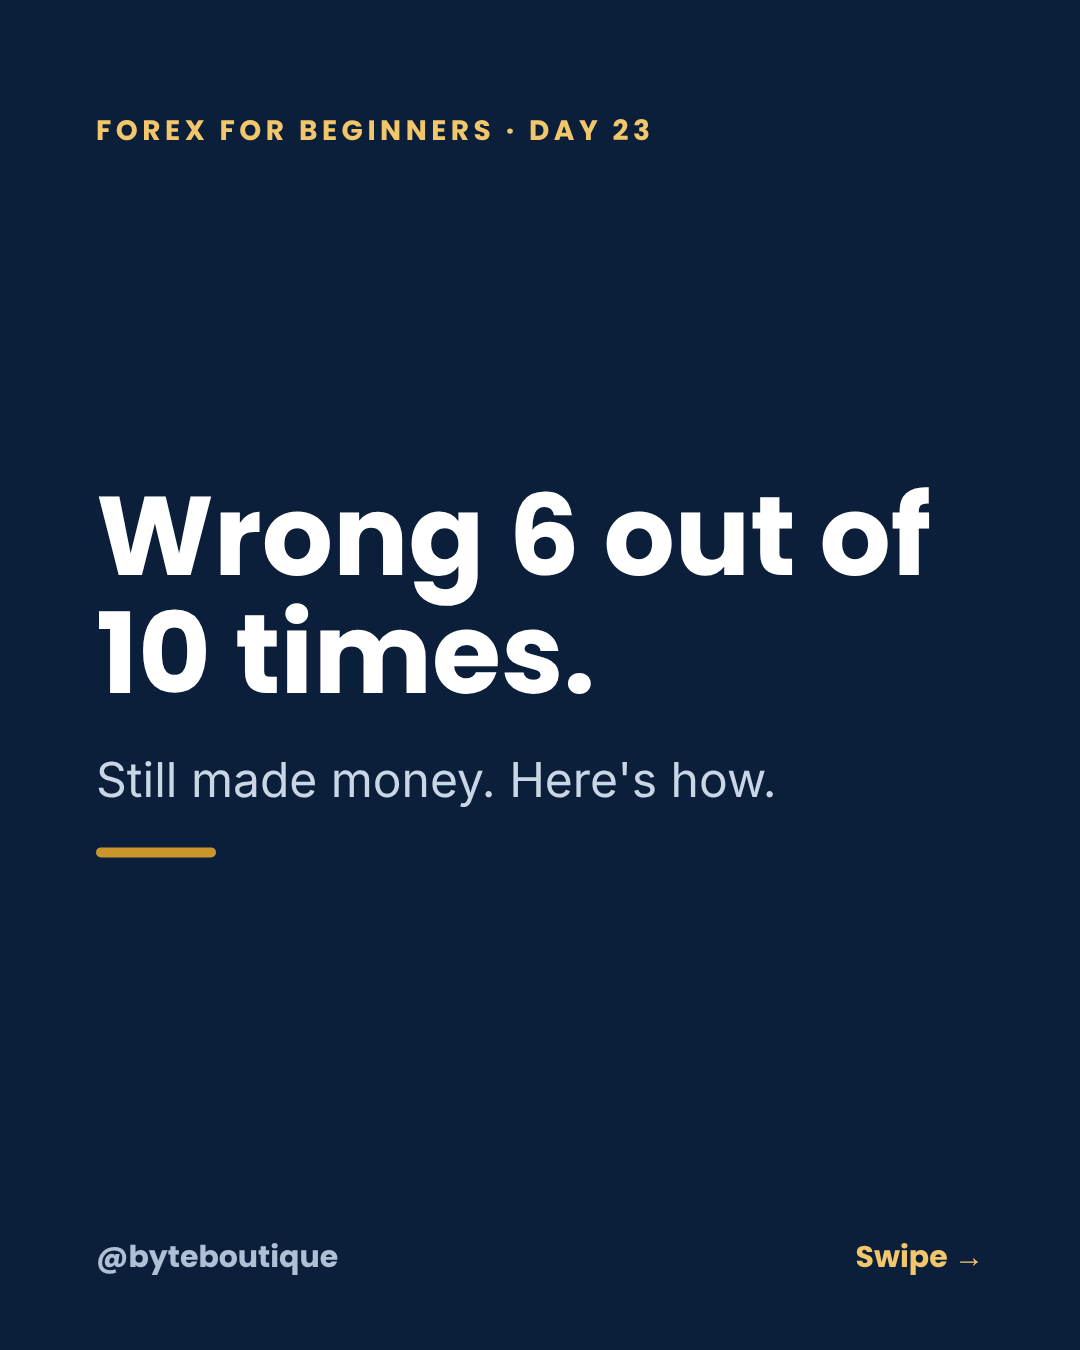 FOREX FOR BEGINNERS · DAY 23
Wrong 6 out of
10 times.
Still made money. Here's how.
@byteboutique
Swipe →